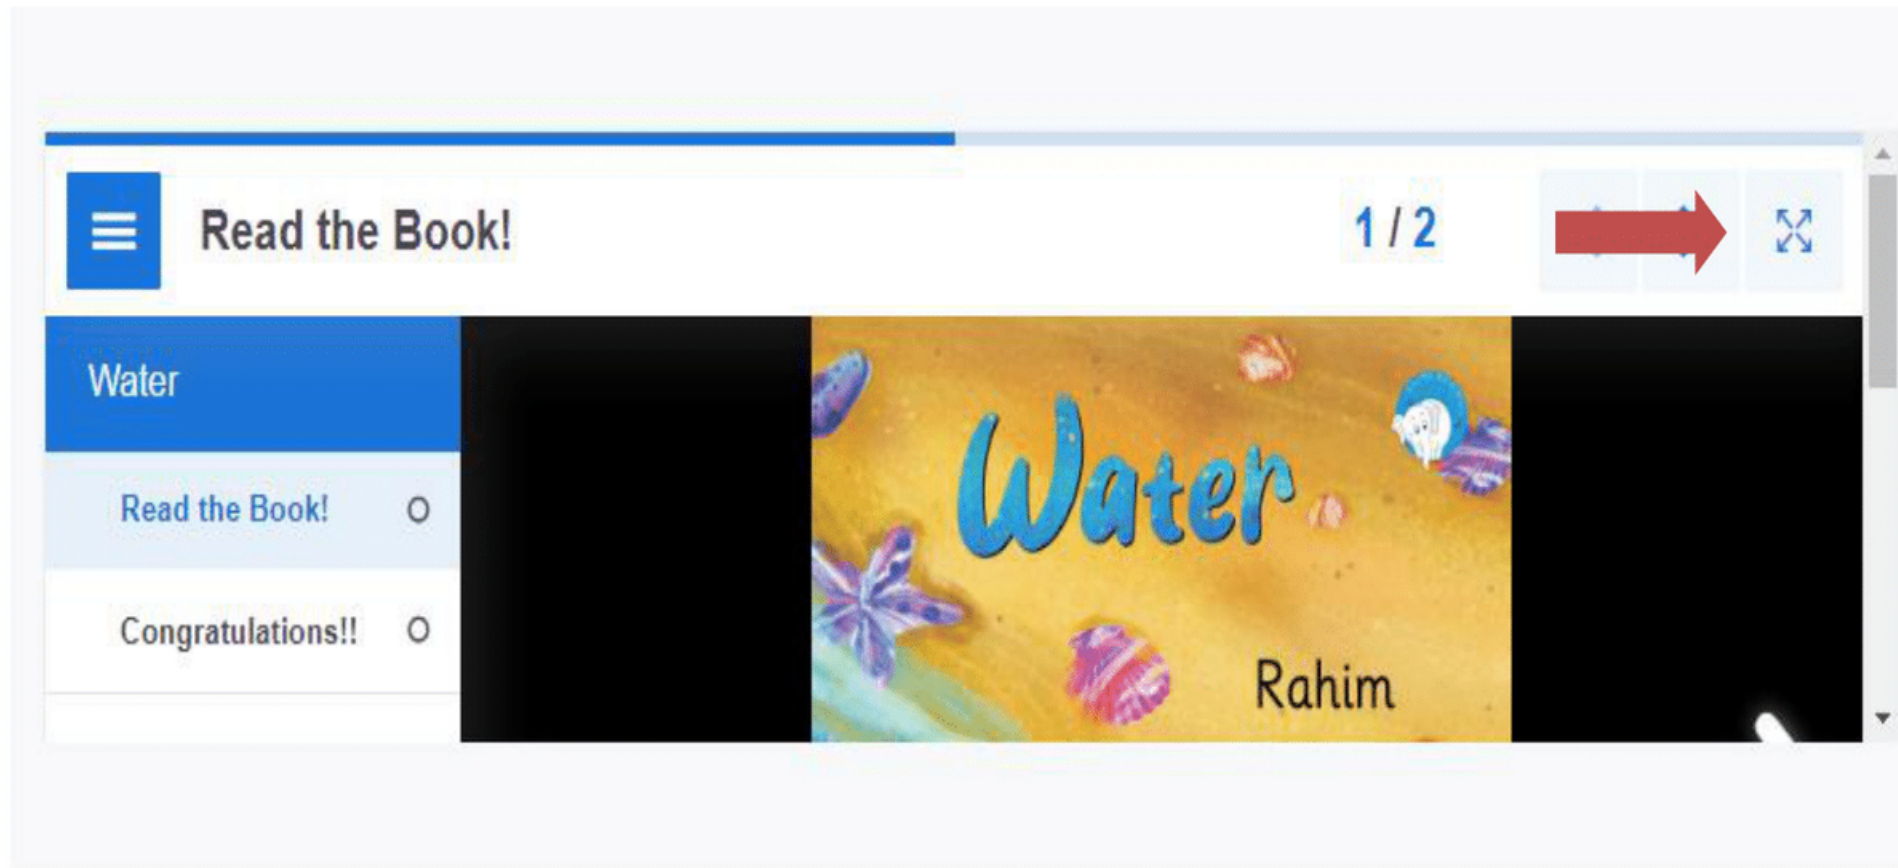 Read the Book!
1 / 2
Water
Read the Book!
Congratulations!!
Water
Rahim